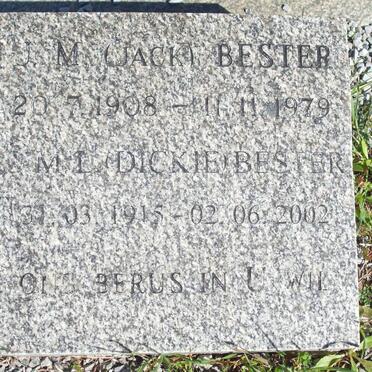 J. M. (JACK) BESTER
20.7.1908 – 11.11.1979
M. L. (DICKIE) BESTER
31.03.1915 – 02.06.2002
ONS BERUS IN U WIL